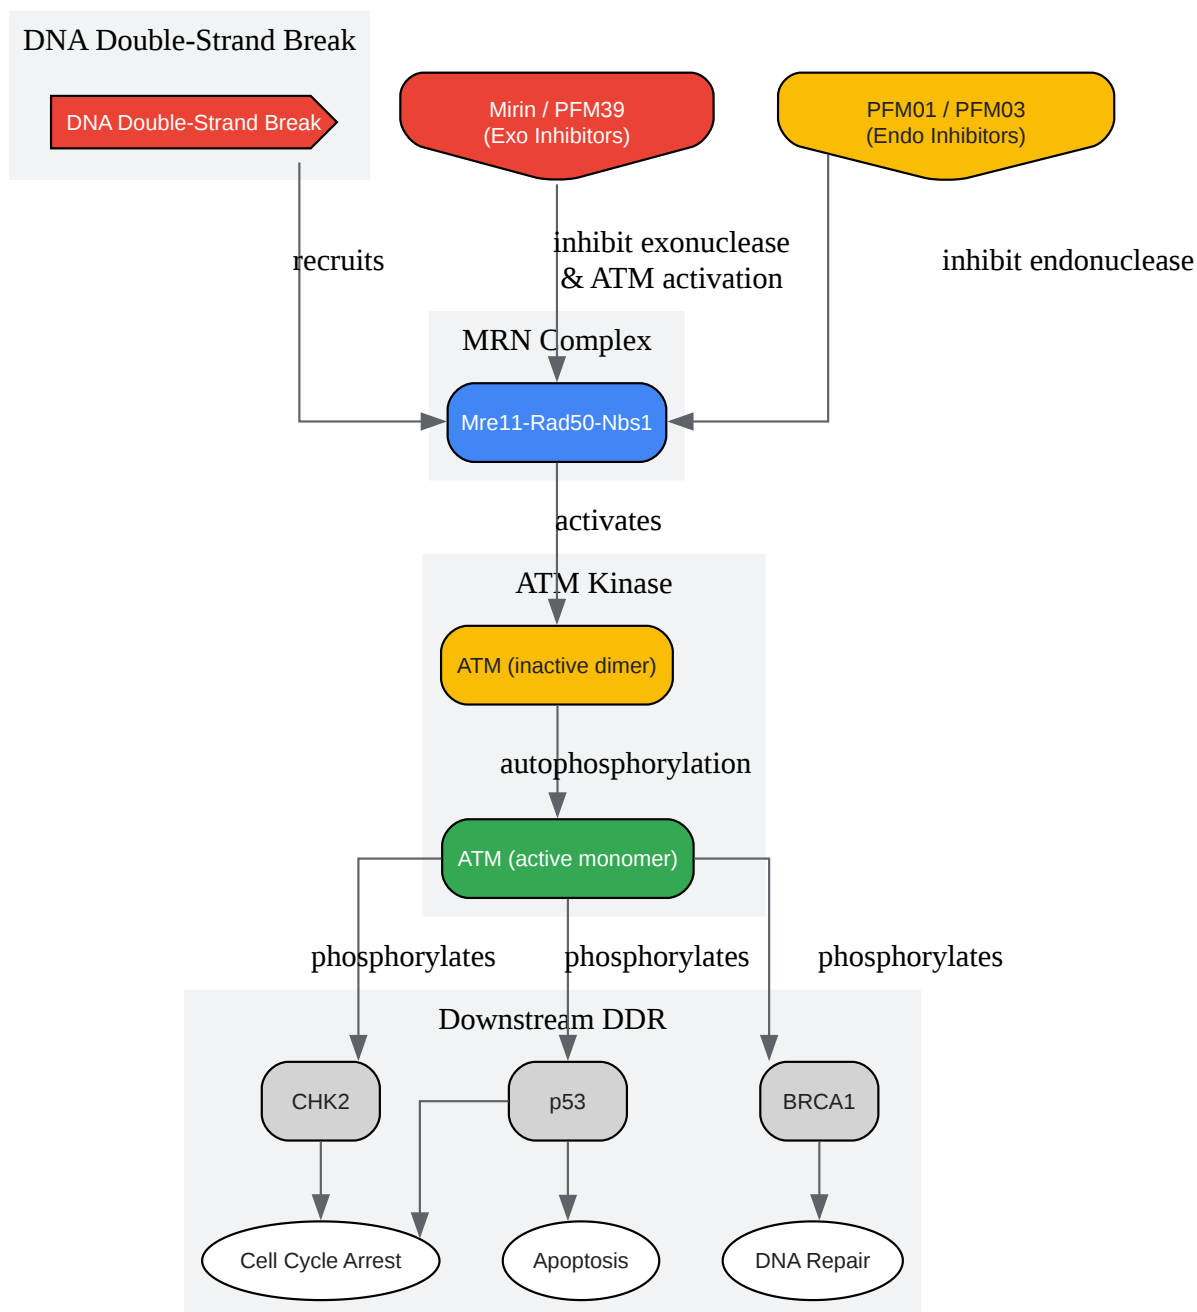 DNA Double-Strand Break
DNA Double-Strand Break
Mirin / PFM39
(Exo Inhibitors)
PFM01 / PFM03
(Endo Inhibitors)
recruits
inhibit exonuclease
& ATM activation
inhibit endonuclease
MRN Complex
Mre11-Rad50-Nbs1
activates
ATM Kinase
ATM (inactive dimer)
autophosphorylation
ATM (active monomer)
phosphorylates
phosphorylates
phosphorylates
Downstream DDR
CHK2
p53
BRCA1
Cell Cycle Arrest
Apoptosis
DNA Repair